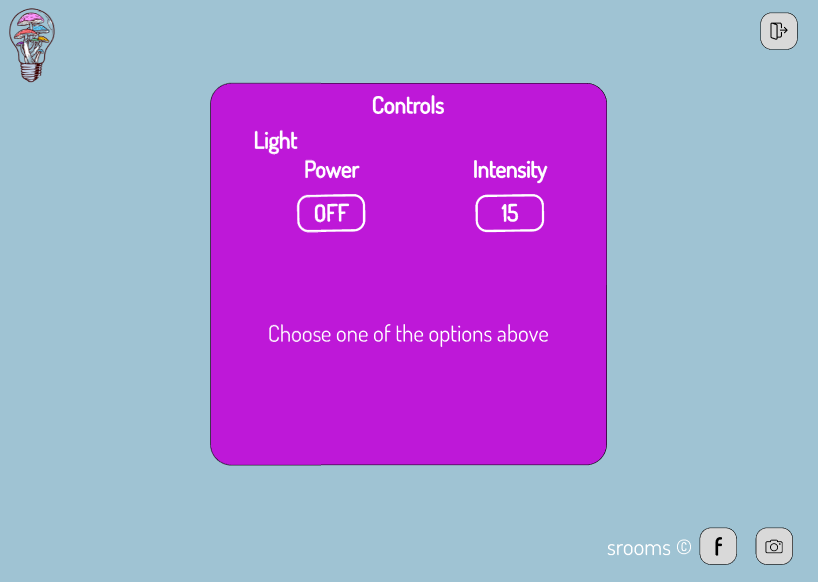 Controls
Light
Power Intensity
OFF 15
Choose one of the options above
srooms © f